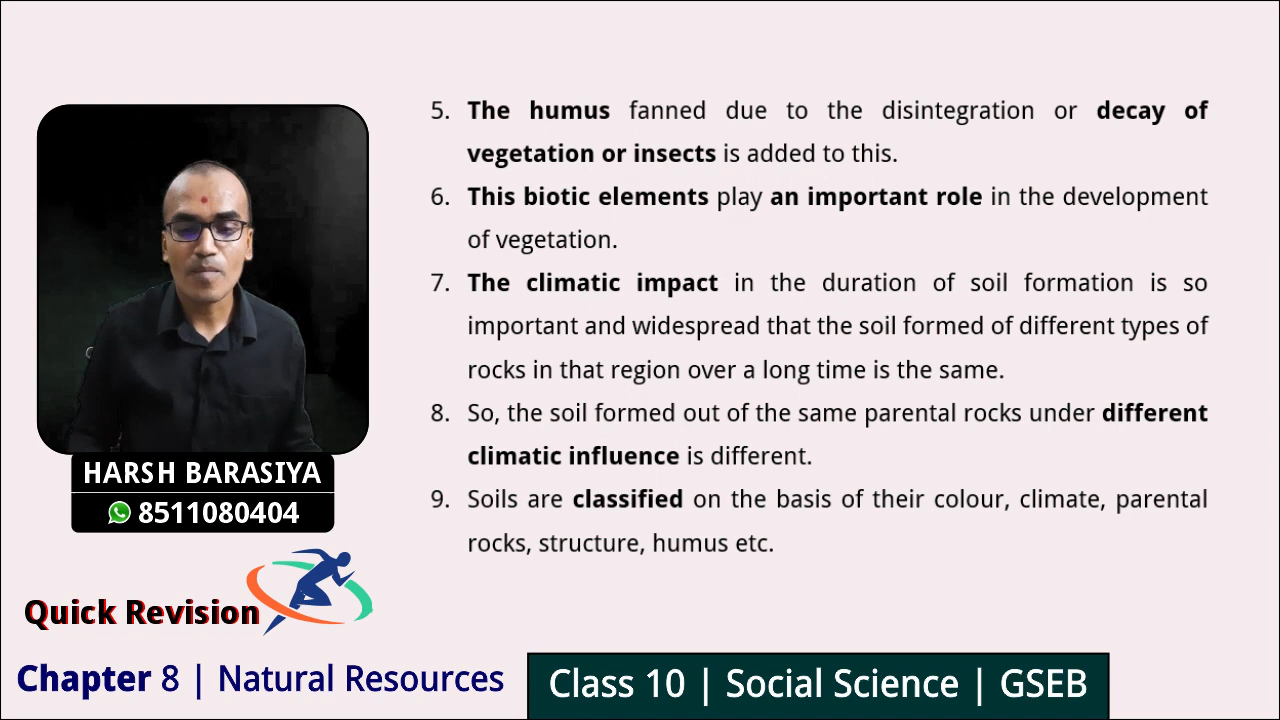 5. The humus fanned due to the disintegration or decay of
vegetation or insects is added to this.
6. This biotic elements play an important role in the development
of vegetation.
7. The climatic impact in the duration of soil formation is so
important and widespread that the soil formed of different types of
rocks in that region over a long time is the same.
8. So, the soil formed out of the same parental rocks under different
climatic influence is different.
9. Soils are classified on the basis of their colour, climate, parental
rocks, structure, humus etc.
HARSH BARASIYA
8511080404
Quick Revision
Chapter 8 | Natural Resources
Class 10 | Social Science | GSEB